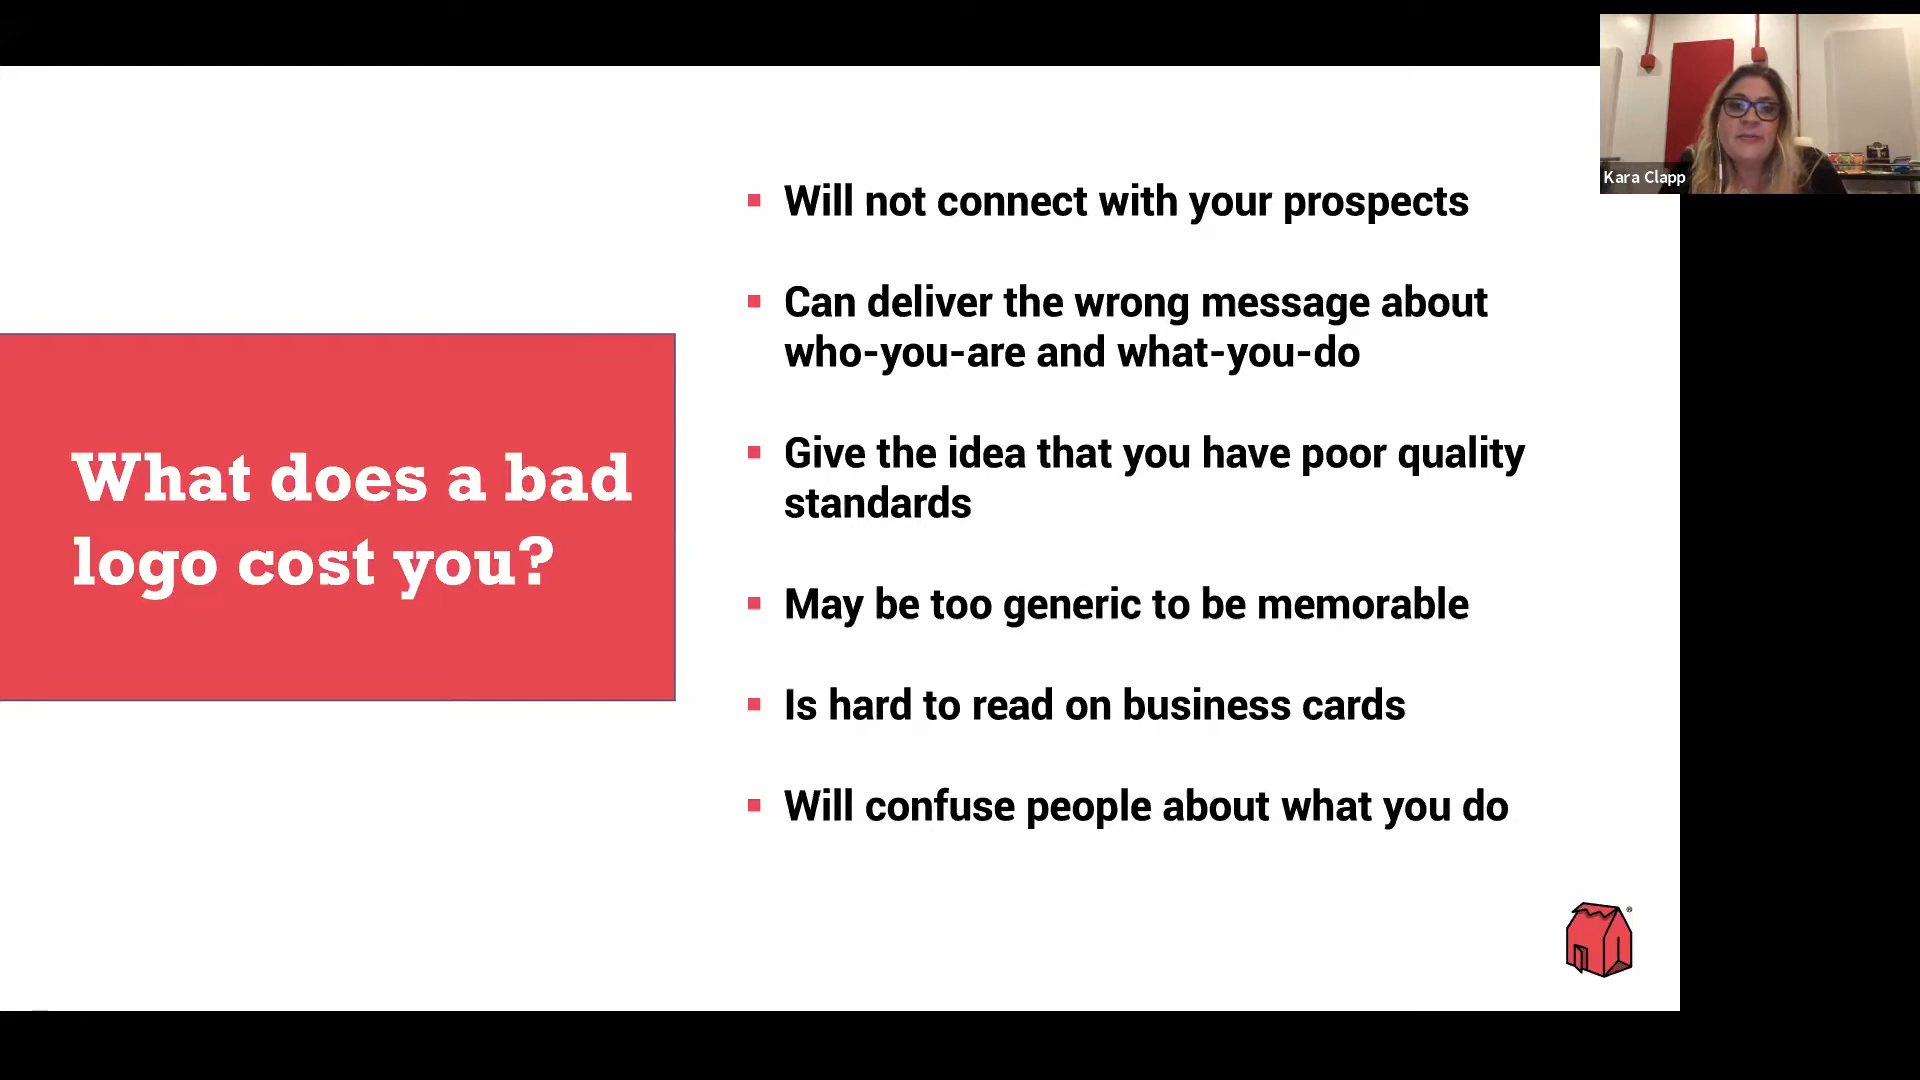 Kara Clapp
What does a bad
logo cost you?
▪ Will not connect with your prospects
▪ Can deliver the wrong message about
who-you-are and what-you-do
▪ Give the idea that you have poor quality
standards
▪ May be too generic to be memorable
▪ Is hard to read on business cards
▪ Will confuse people about what you do
®